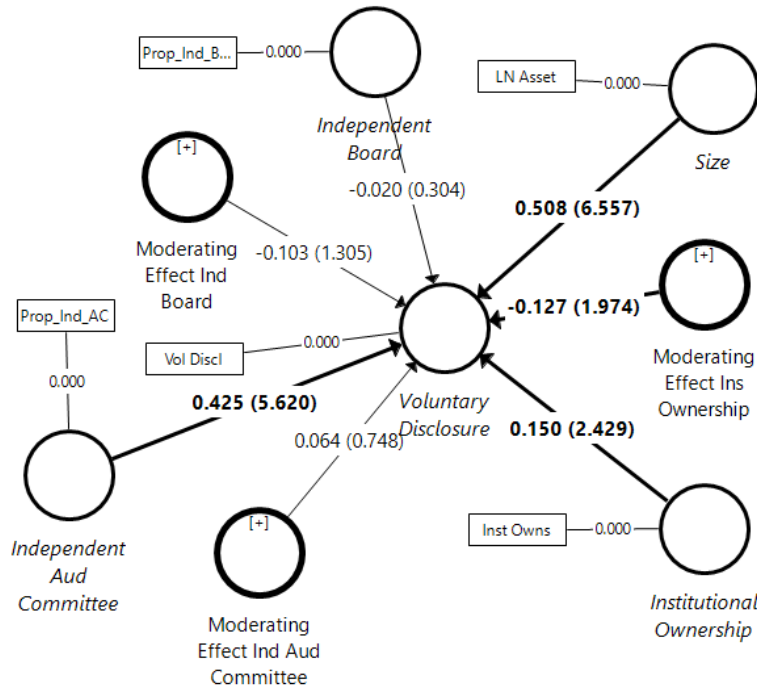 Prop_Ind_B...
0.000
LN Asset
0.000
Independent
Board
Size
[+]
-0.020 (0.304)
0.508 (6.557)
Moderating
Effect Ind
Board
-0.103 (1.305)
[+]
-0.127 (1.974)
Prop_Ind_AC
0.000
Vol Discl
0.000
Moderating
Effect Ins
Ownership
0.425 (5.620)
Voluntary
Disclosure
0.150 (2.429)
0.064 (0.748)
[+]
Inst Owns
0.000
Independent
Aud
Committee
Moderating
Effect Ind Aud
Committee
Institutional
Ownership